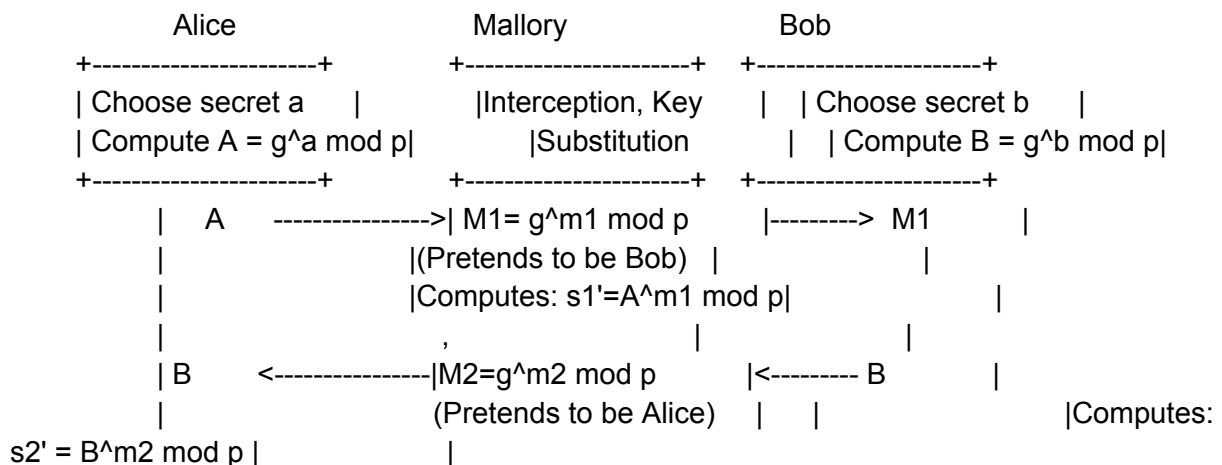 Alice Mallory Bob
+-----------------------+ +-----------------------+ +-----------------------+
| Choose secret a | |Interception, Key | | Choose secret b |
| Compute A = g^a mod p| |Substitution | | Compute B = g^b mod p|
+-----------------------+ +-----------------------+ +-----------------------+
| A ---------------->| M1= g^m1 mod p |---------> M1 |
| |(Pretends to be Bob) | |
| |Computes: s1'=A^m1 mod p| |
| , | |
| B <----------------|M2=g^m2 mod p |<--------- B |
| (Pretends to be Alice) | | |Computes:
s2' = B^m2 mod p | |